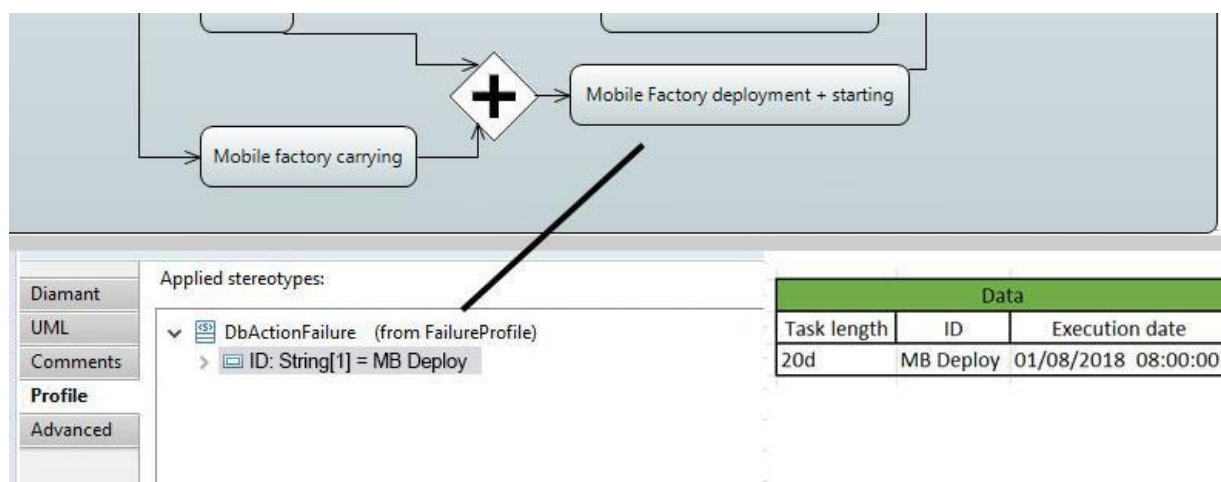 Mobile Factory deployment + starting
Mobile factory carrying
Applied stereotypes:
Diamant
UML
Comments
Profile
Advanced
DbActionFailure (from FailureProfile)
ID: String[1] = MB Deploy
Data
Task length ID Execution date
20d MB Deploy 01/08/2018 08:00:00